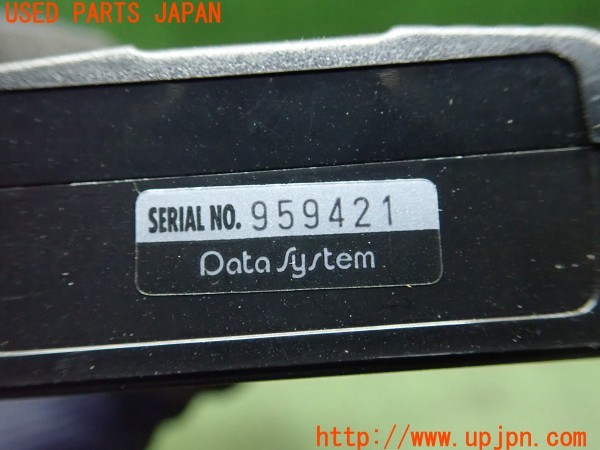 USED PARTS JAPAN
SERIAL NO. 959421
Data System
http://www.upjpn.com/